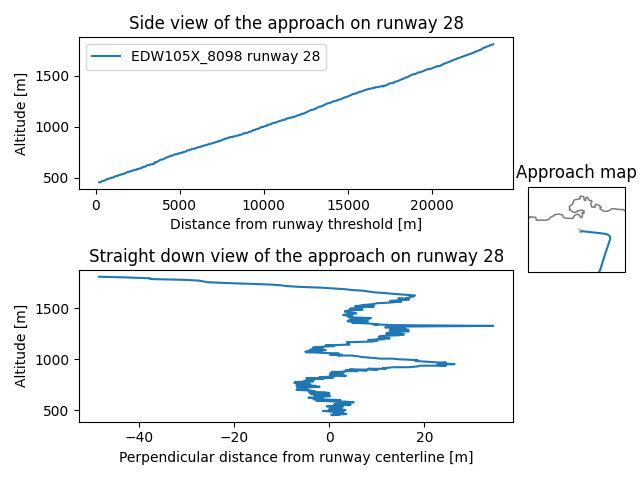 Side view of the approach on runway 28
EDW105X_8098 runway 28
Altitude [m]
1500
1000
500
0
5000
10000
15000
20000
Distance from runway threshold [m]
Approach map
Straight down view of the approach on runway 28
Altitude [m]
1500
1000
500
−40
−20
0
20
Perpendicular distance from runway centerline [m]